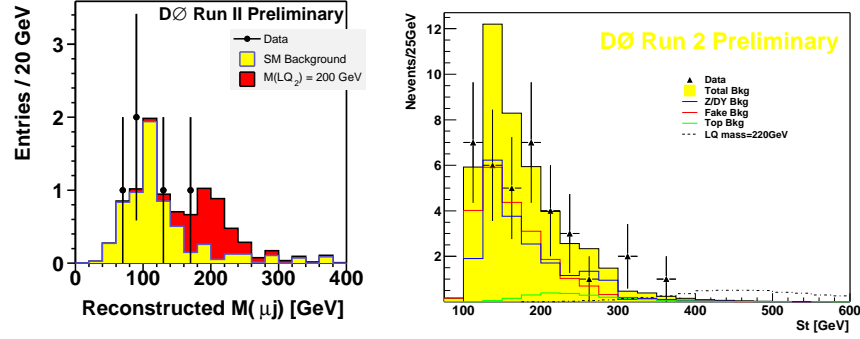 DØ Run II Preliminary
Data
SM Background
M(LQ2) = 200 GeV
Entries / 20 GeV
3
2
1
0
0 100 200 300 400
Reconstructed M( μj) [GeV]
DØ Run 2 Preliminary
Data
Total Bkg
Z/DY Bkg
Fake Bkg
Top Bkg
LQ mass=220GeV
Nevents/25GeV
12
10
8
6
4
2
0
100 200 300 400 500 600
St [GeV]